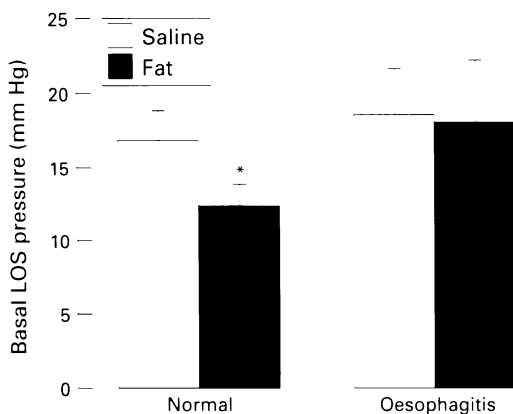 Basal LOS pressure (mm Hg)
25
20
15
10
5
0
Saline
Fat
*
Normal
Oesophagitis